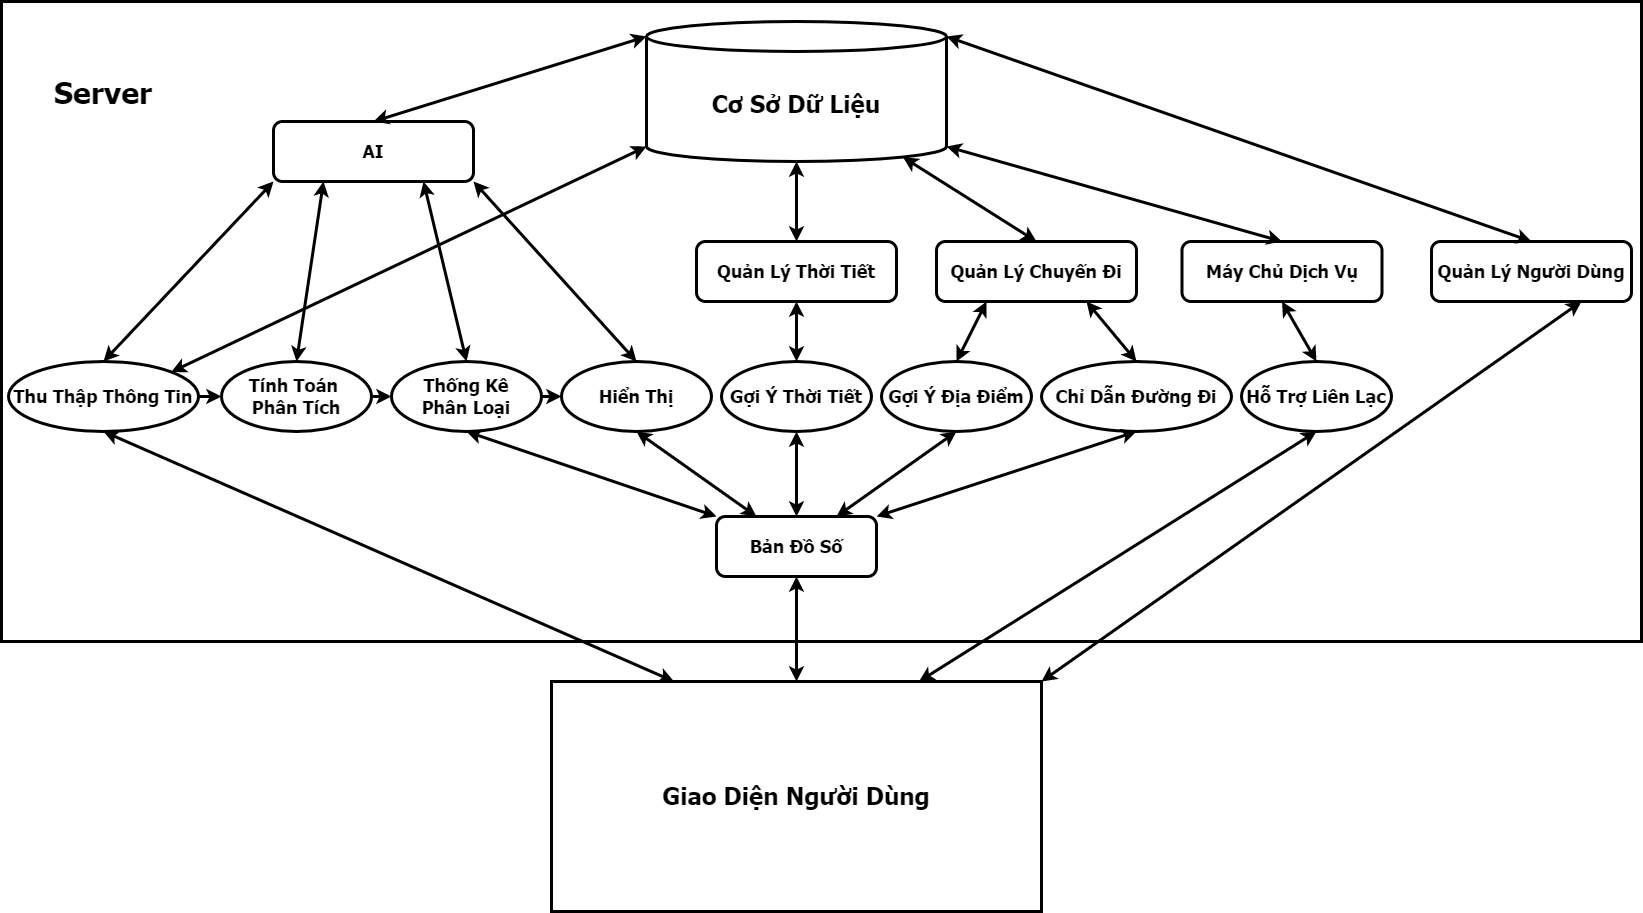 Server
Cơ Sở Dữ Liệu
AI
Quản Lý Thời Tiết
Quản Lý Chuyến Đi
Máy Chủ Dịch Vụ
Quản Lý Người Dùng
Thu Thập Thông Tin
Tính Toán
Phân Tích
Thống Kê
Phân Loại
Hiển Thị
Gợi Ý Thời Tiết
Gợi Ý Địa Điểm
Chỉ Dẫn Đường Đi
Hỗ Trợ Liên Lạc
Bản Đồ Số
Giao Diện Người Dùng